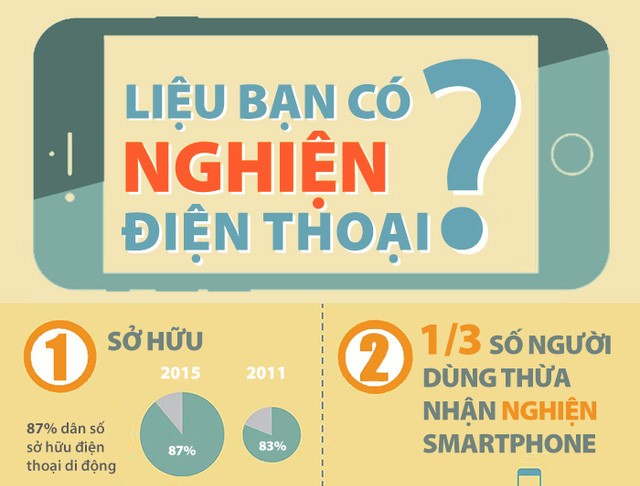 LIỆU BẠN CÓ
NGHIỆN
ĐIỆN THOẠI
?
1
SỞ HỮU
2015
2011
87% dân số
sở hữu điện
thoại di động
87%
83%
2
1/3 SỐ NGƯỜI
DÙNG THỪA
NHẬN NGHIỆN
SMARTPHONE